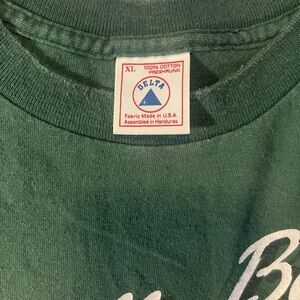 XL 100% COTTON
PRESHRUNK
DELTA
Fabric Made in U.S.A.
Assembled in Honduras